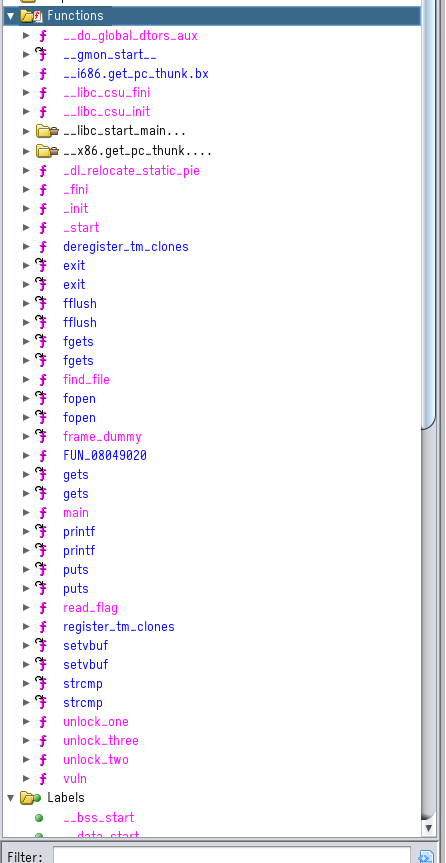 Functions
__do_global_dtors_aux
__gmon_start__
__i686.get_pc_thunk.bx
__libc_csu_fini
__libc_csu_init
__libc_start_main...
__x86.get_pc_thunk....
_dl_relocate_static_pie
_fini
_init
_start
deregister_tm_clones
exit
exit
fflush
fflush
fgets
fgets
find_file
fopen
fopen
frame_dummy
FUN_08049020
gets
gets
main
printf
printf
puts
puts
read_flag
register_tm_clones
setvbuf
setvbuf
strcmp
strcmp
unlock_one
unlock_three
unlock_two
vuln
Labels
__bss_start
__data_start
Filter: